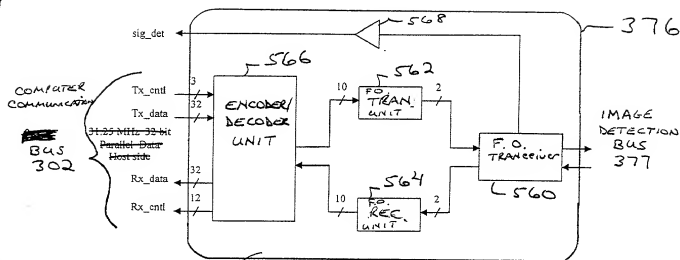 568
376
sig_det
566
562
COMPUTER
COMMUNICATION
Tx_cntl
3
10
2
ENCODER/
DECODER
UNIT
F.O.
TRAN.
UNIT
Tx_data
32
IMAGE
DETECTION
BUS
377
31.25 MHz 32 bit
Parallel Data
Host side
BUS
302
F. O.
TRANCEIVER
560
564
Rx_data
32
10
2
F.O.
REC.
UNIT
Rx_cntl
12